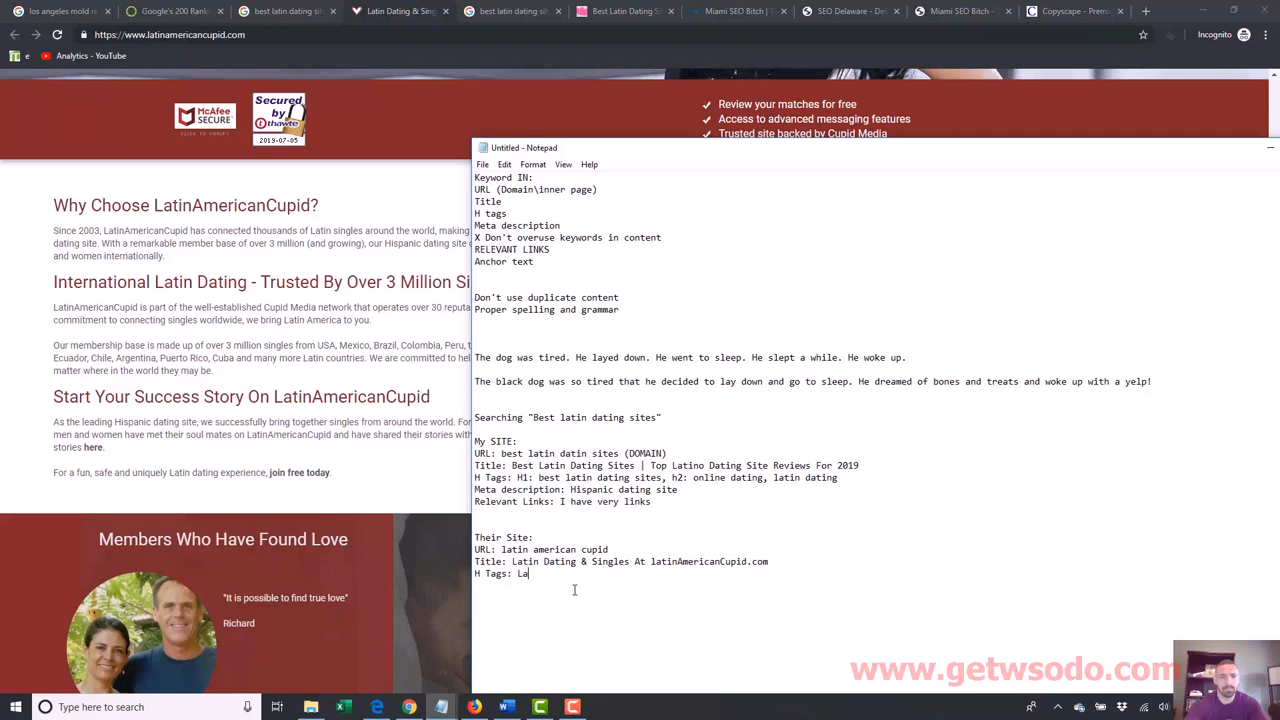 los angeles mold re
Google's 200 Rankin
best latin dating site
Latin Dating & Sing
best latin dating site
Best Latin Dating Si
Miami SEO Bitch | T
SEO Delaware - Dev
Miami SEO Bitch -
Copyscape - Premi
https://www.latinamericancupid.com
Incognito
e
Analytics - YouTube
McAfee
SECURE
CLICK TO VERIFY
Secured
by
thawte
2019-07-05
Review your matches for free
Access to advanced messaging features
Trusted site backed by Cupid Media
Why Choose LatinAmericanCupid?
Since 2003, LatinAmericanCupid has connected thousands of Latin singles around the world, making
dating site. With a remarkable member base of over 3 million (and growing), our Hispanic dating site
and women internationally.
International Latin Dating - Trusted By Over 3 Million Si
LatinAmericanCupid is part of the well-established Cupid Media network that operates over 30 reputa
commitment to connecting singles worldwide, we bring Latin America to you.
Our membership base is made up of over 3 million singles from USA, Mexico, Brazil, Colombia, Peru,
Ecuador, Chile, Argentina, Puerto Rico, Cuba and many more Latin countries. We are committed to hel
matter where in the world they may be.
Start Your Success Story On LatinAmericanCupid
As the leading Hispanic dating site, we successfully bring together singles from around the world. For
men and women have met their soul mates on LatinAmericanCupid and have shared their stories with
stories here.
For a fun, safe and uniquely Latin dating experience, join free today.
Members Who Have Found Love
"It is possible to find true love"
Richard
Untitled - Notepad
File Edit Format View Help
Keyword IN:
URL (Domain\inner page)
Title
H tags
Meta description
X Don't overuse keywords in content
RELEVANT LINKS
Anchor text
Don't use duplicate content
Proper spelling and grammar
The dog was tired. He layed down. He went to sleep. He slept a while. He woke up.
The black dog was so tired that he decided to lay down and go to sleep. He dreamed of bones and treats and woke up with a yelp!
Searching "Best latin dating sites"
My SITE:
URL: best latin datin sites (DOMAIN)
Title: Best Latin Dating Sites | Top Latino Dating Site Reviews For 2019
H Tags: H1: best latin dating sites, h2: online dating, latin dating
Meta description: Hispanic dating site
Relevant Links: I have very links
Their Site:
URL: latin american cupid
Title: Latin Dating & Singles At latinAmericanCupid.com
H Tags: La
www.getwsodo.com
Type here to search